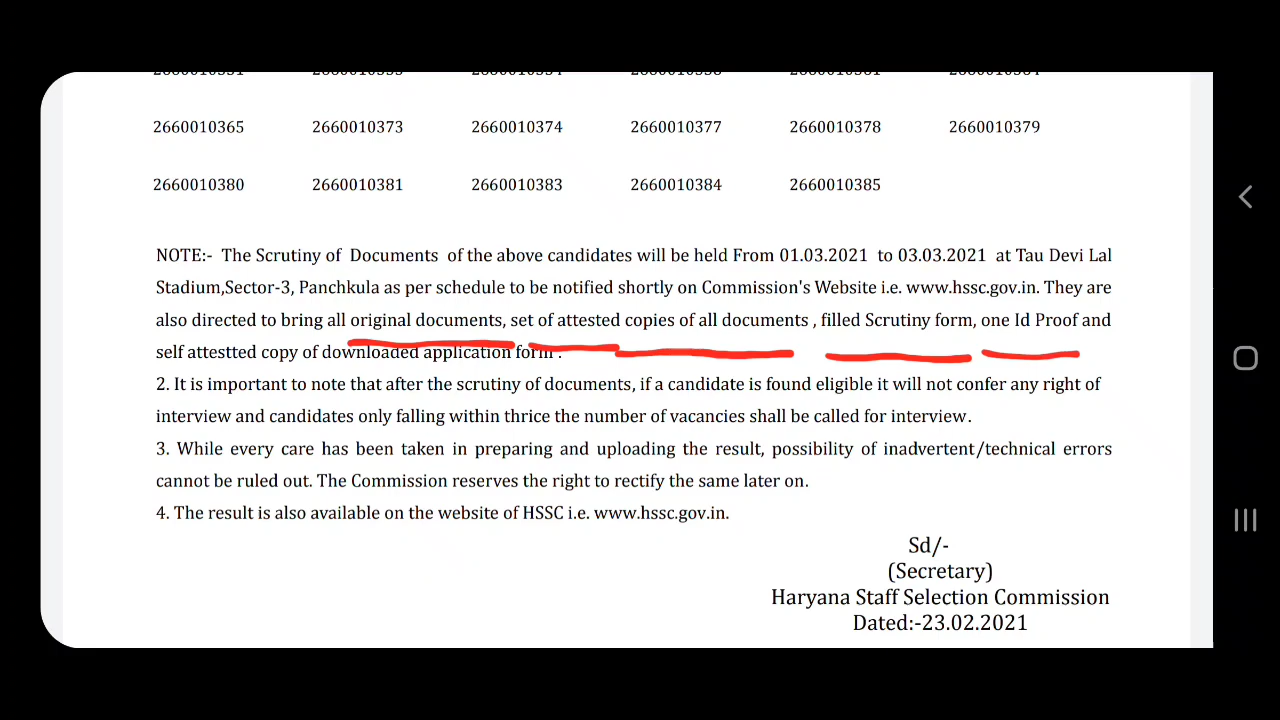 2660010365 2660010373 2660010374 2660010377 2660010378 2660010379
2660010380 2660010381 2660010383 2660010384 2660010385
NOTE:- The Scrutiny of Documents of the above candidates will be held From 01.03.2021 to 03.03.2021 at Tau Devi Lal
Stadium,Sector-3, Panchkula as per schedule to be notified shortly on Commission's Website i.e. www.hssc.gov.in. They are
also directed to bring all original documents, set of attested copies of all documents , filled Scrutiny form, one Id Proof and
self attestted copy of downloaded application form .
2. It is important to note that after the scrutiny of documents, if a candidate is found eligible it will not confer any right of
interview and candidates only falling within thrice the number of vacancies shall be called for interview.
3. While every care has been taken in preparing and uploading the result, possibility of inadvertent/technical errors
cannot be ruled out. The Commission reserves the right to rectify the same later on.
4. The result is also available on the website of HSSC i.e. www.hssc.gov.in.
Sd/-
(Secretary)
Haryana Staff Selection Commission
Dated:-23.02.2021